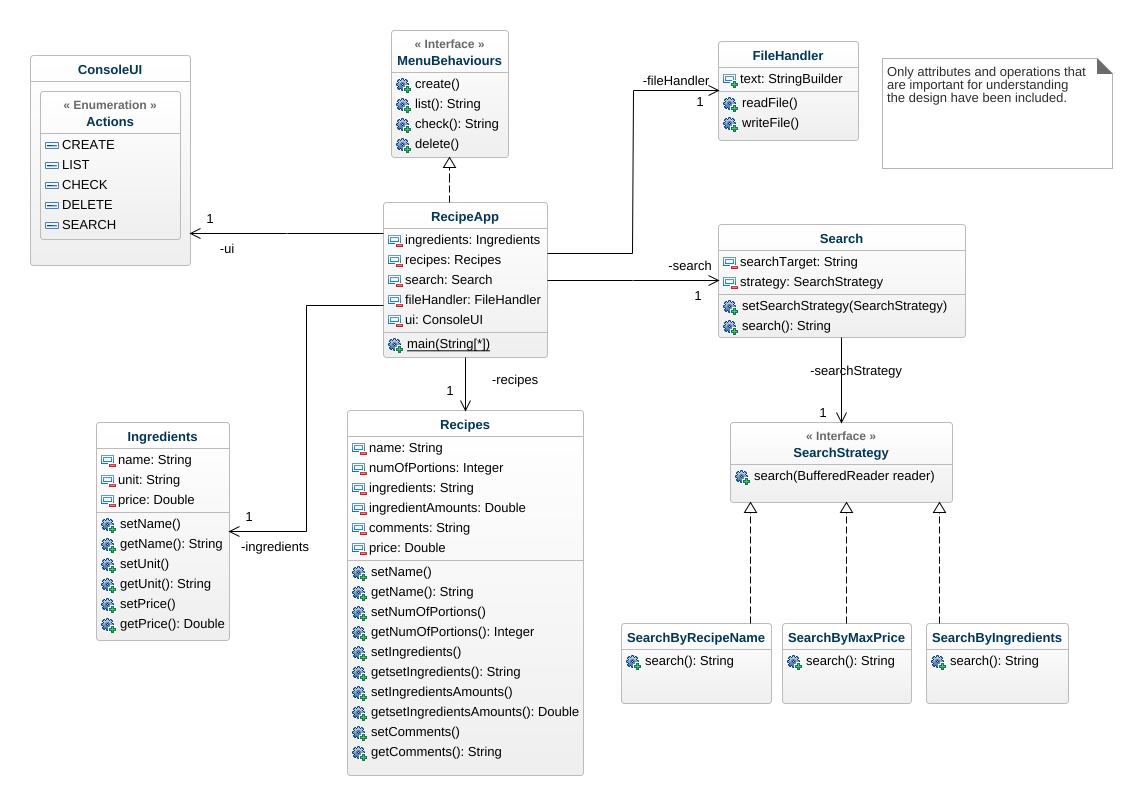 ConsoleUI
« Enumeration »
Actions
CREATE
LIST
CHECK
DELETE
SEARCH
« Interface »
MenuBehaviours
create()
list(): String
check(): String
delete()
FileHandler
text: StringBuilder
readFile()
writeFile()
Only attributes and operations that
are important for understanding
the design have been included.
-fileHandler
1
1
-ui
RecipeApp
ingredients: Ingredients
recipes: Recipes
search: Search
fileHandler: FileHandler
ui: ConsoleUI
main(String[*])
-search
1
Search
searchTarget: String
strategy: SearchStrategy
setSearchStrategy(SearchStrategy)
search(): String
-recipes
1
-searchStrategy
1
Ingredients
name: String
unit: String
price: Double
setName()
getName(): String
setUnit()
getUnit(): String
setPrice()
getPrice(): Double
1
-ingredients
Recipes
name: String
numOfPortions: Integer
ingredients: String
ingredientAmounts: Double
comments: String
price: Double
setName()
getName(): String
setNumOfPortions()
getNumOfPortions(): Integer
setIngredients()
getsetIngredients(): String
setIngredientsAmounts()
getsetIngredientsAmounts(): Double
setComments()
getComments(): String
« Interface »
SearchStrategy
search(BufferedReader reader)
SearchByRecipeName
search(): String
SearchByMaxPrice
search(): String
SearchByIngredients
search(): String